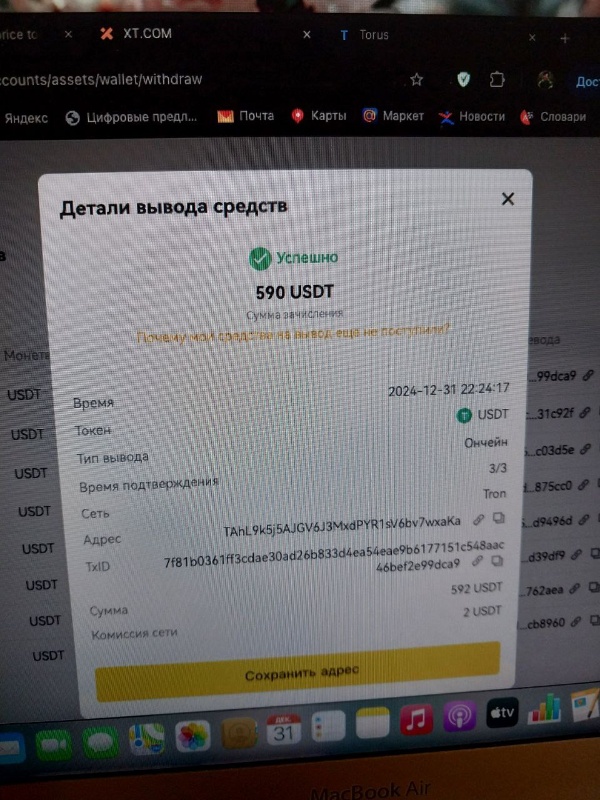 rice to
XT.COM
Torus
ccounts/assets/wallet/withdraw
Дос
Яндекс
Цифровые предл...
Почта
Карты
Маркет
Новости
Словари
Детали вывода средств
Успешно
590 USDT
Сумма зачисления
Почему мои средства на вывод ещё не поступили?
Монета
вода
Время
2024-12-31 22:24:17
...99dca9
USDT
Токен
USDT
...31c92f
USDT
Тип вывода
Ончейн
...c03d5e
USDT
Время подтверждения
3/3
...875cc0
USDT
Сеть
Tron
...d9496d
USDT
Адрес
TAhL9k5j5AJGV6J3MxdPYR1sV6bv7wxaKa
...d39df9
USDT
TxID
7f81b0361ff3cdae30ad26b833d4ea54eae9b6177151c548aac
46bef2e99dca9
...762aea
USDT
Сумма
592 USDT
...cb8960
USDT
Комиссия сети
2 USDT
Сохранить адрес
ДЕК.
31
tv
MacBook Air